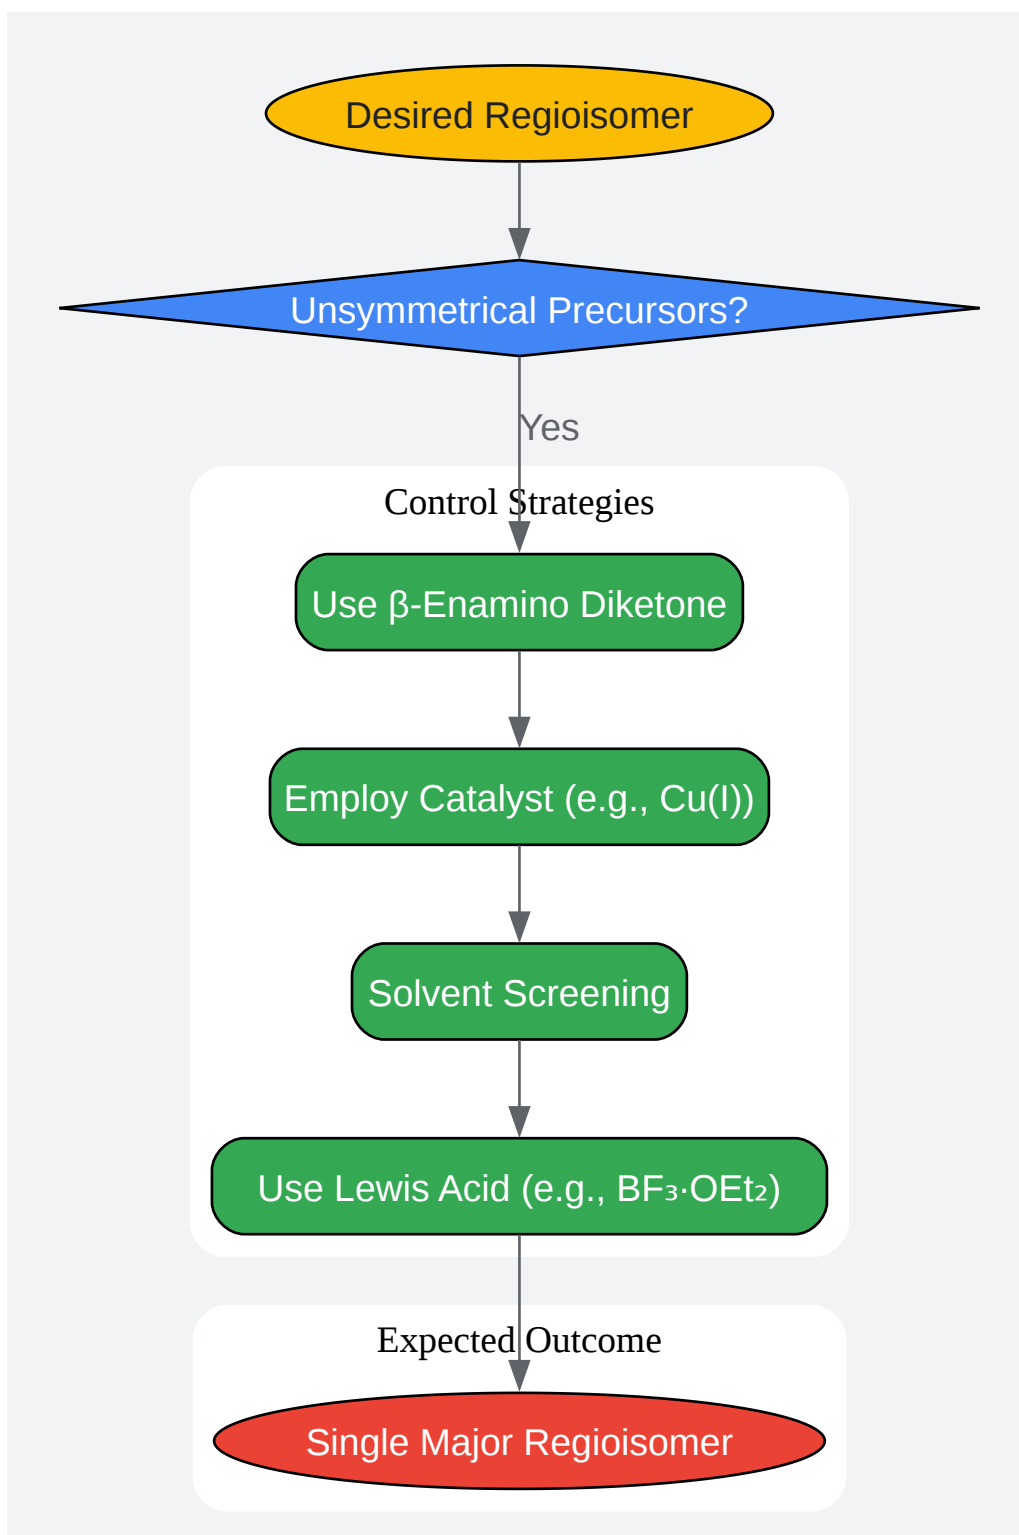 Desired Regioisomer
Unsymmetrical Precursors?
Yes
Control Strategies
Use β-Enamino Diketone
Employ Catalyst (e.g., Cu(I))
Solvent Screening
Use Lewis Acid (e.g., BF₃·OEt₂)
Expected Outcome
Single Major Regioisomer